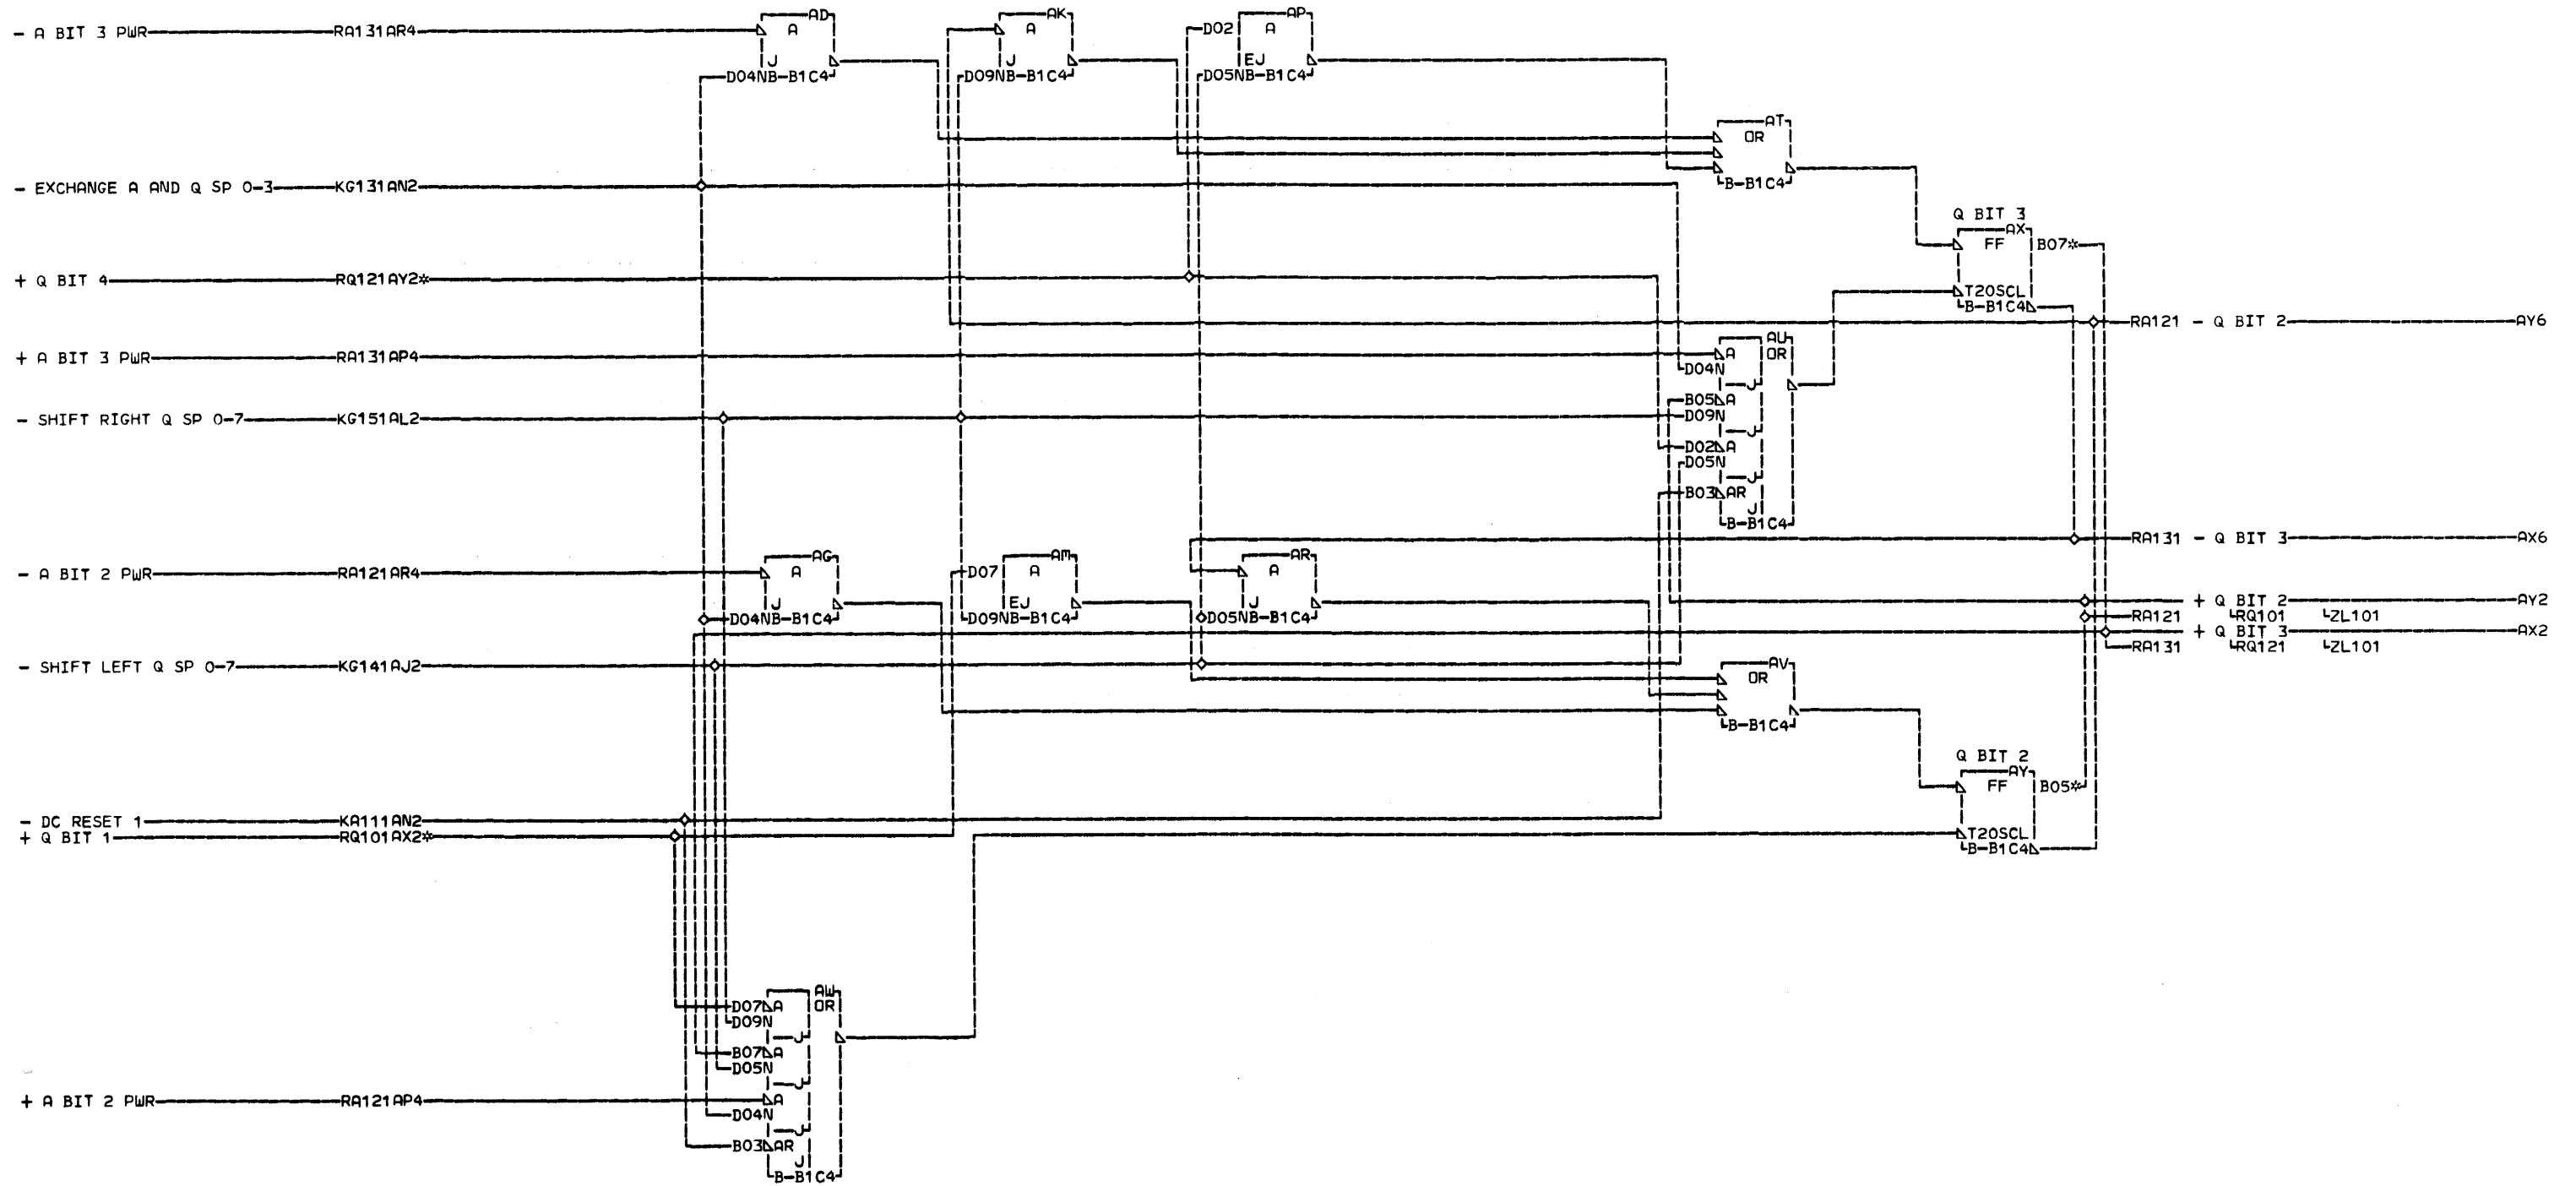 AD AK AP
- A BIT 3 PWR RA131AR4 A A D02 A
J J EJ
D04NB-B1C4 D09NB-B1C4 D05NB-B1C4
AT
OR
- EXCHANGE A AND Q SP 0-3 KG131AN2 B-B1C4
Q BIT 3
AX
FF B07*
+ Q BIT 4 RQ121AY2*
T20SCL
B-B1C4
RA121 - Q BIT 2 AY6
AU
+ A BIT 3 PWR RA131AP4 A OR
D04N
J
B05 A
- SHIFT RIGHT Q SP 0-7 KG151AL2 D09N
J
D02 A
D05N
J
B03 AR
J
B-B1C4
RA131 - Q BIT 3 AX6
AG AM AR
- A BIT 2 PWR RA121AR4 A D07 A A
J EJ J
+ Q BIT 2 AY2
D04NB-B1C4 D09NB-B1C4 D05NB-B1C4 RA121 RQ101 ZL101
+ Q BIT 3 AX2
RA131 RQ121 ZL101
- SHIFT LEFT Q SP 0-7 KG141AJ2 AV
OR
B-B1C4
Q BIT 2
AY
FF B05*
- DC RESET 1 KA111AN2
+ Q BIT 1 RQ101AX2* T20SCL
B-B1C4
AW
D07 A OR
D09N
J
B07 A
D05N
J
+ A BIT 2 PWR RA121AP4 A
D04N
J
B03 AR
J
B-B1C4